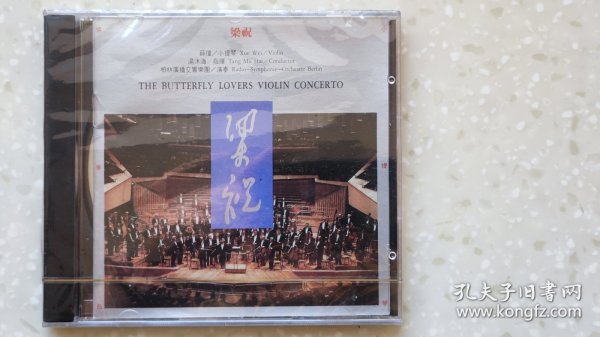 梁祝
薛偉／小提琴 Xue Wei／Violin
湯沐海／指揮 Tang Mu Hai／Conductor
柏林廣播交響樂團／演奏 Radio-Symphonie-Orchester Berlin
THE BUTTERFLY LOVERS VIOLIN CONCERTO
梁祝
孔夫子旧书网
www.kongfz.com